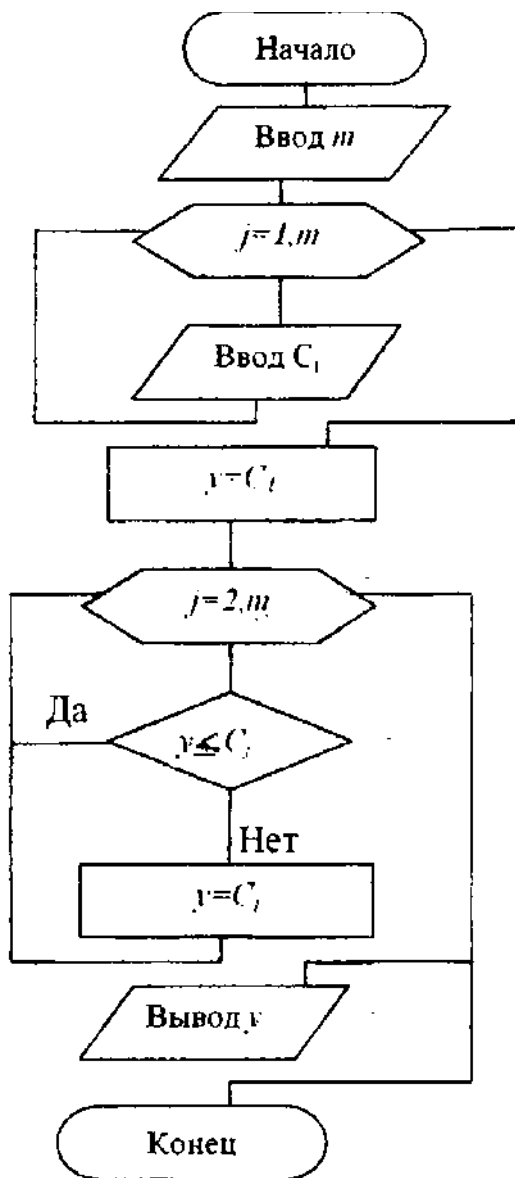 Начало
Ввод m
j=1,m
Ввод C
y=C
j=2,m
Да
y≤C
Нет
y=C
Вывод y
Конец